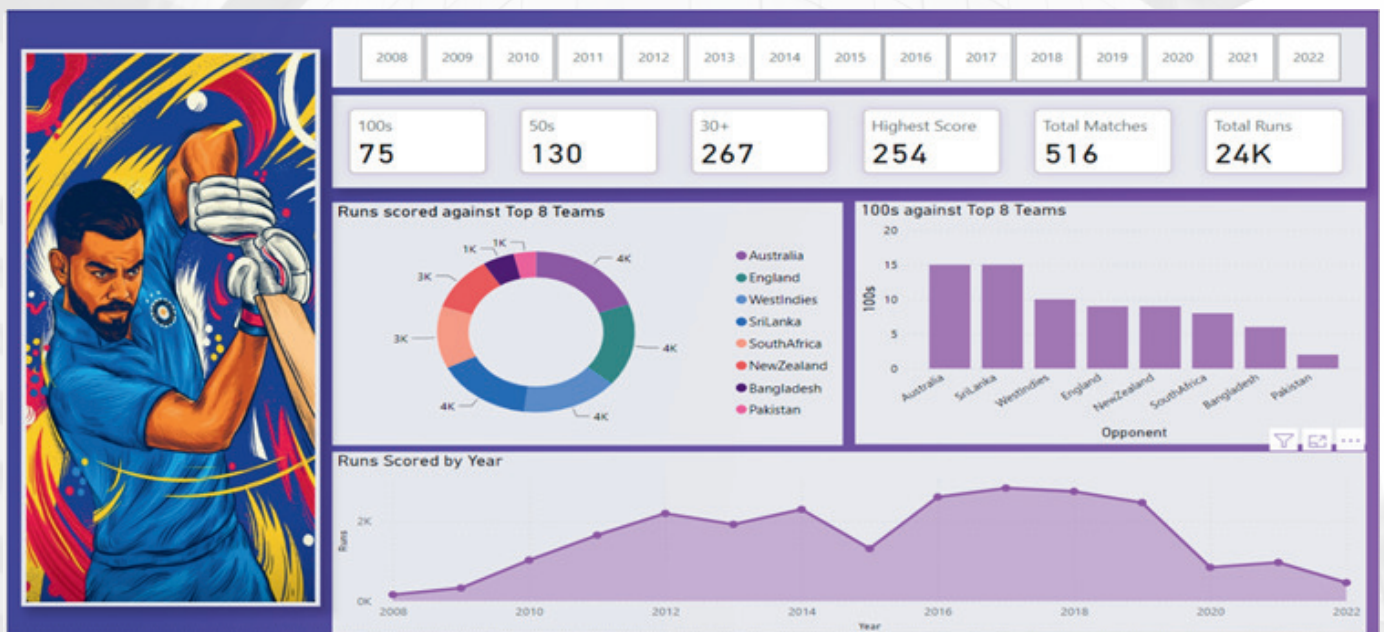 2008 2009 2010 2011 2012 2013 2014 2015 2016 2017 2018 2019 2020 2021 2022
100s 50s 30+ Highest Score Total Matches Total Runs
75 130 267 254 516 24K
Runs scored against Top 8 Teams
1K 1K 4K
3K
3K 4K
4K 4K
Australia
England
WestIndies
SriLanka
SouthAfrica
NewZealand
Bangladesh
Pakistan
100s against Top 8 Teams
20
15
10
5
0
100s
Australia SriLanka WestIndies England NewZealand SouthAfrica Bangladesh Pakistan
Opponent
Runs Scored by Year
2K
0K
Runs
2008 2010 2012 2014 2016 2018 2020 2022
Year